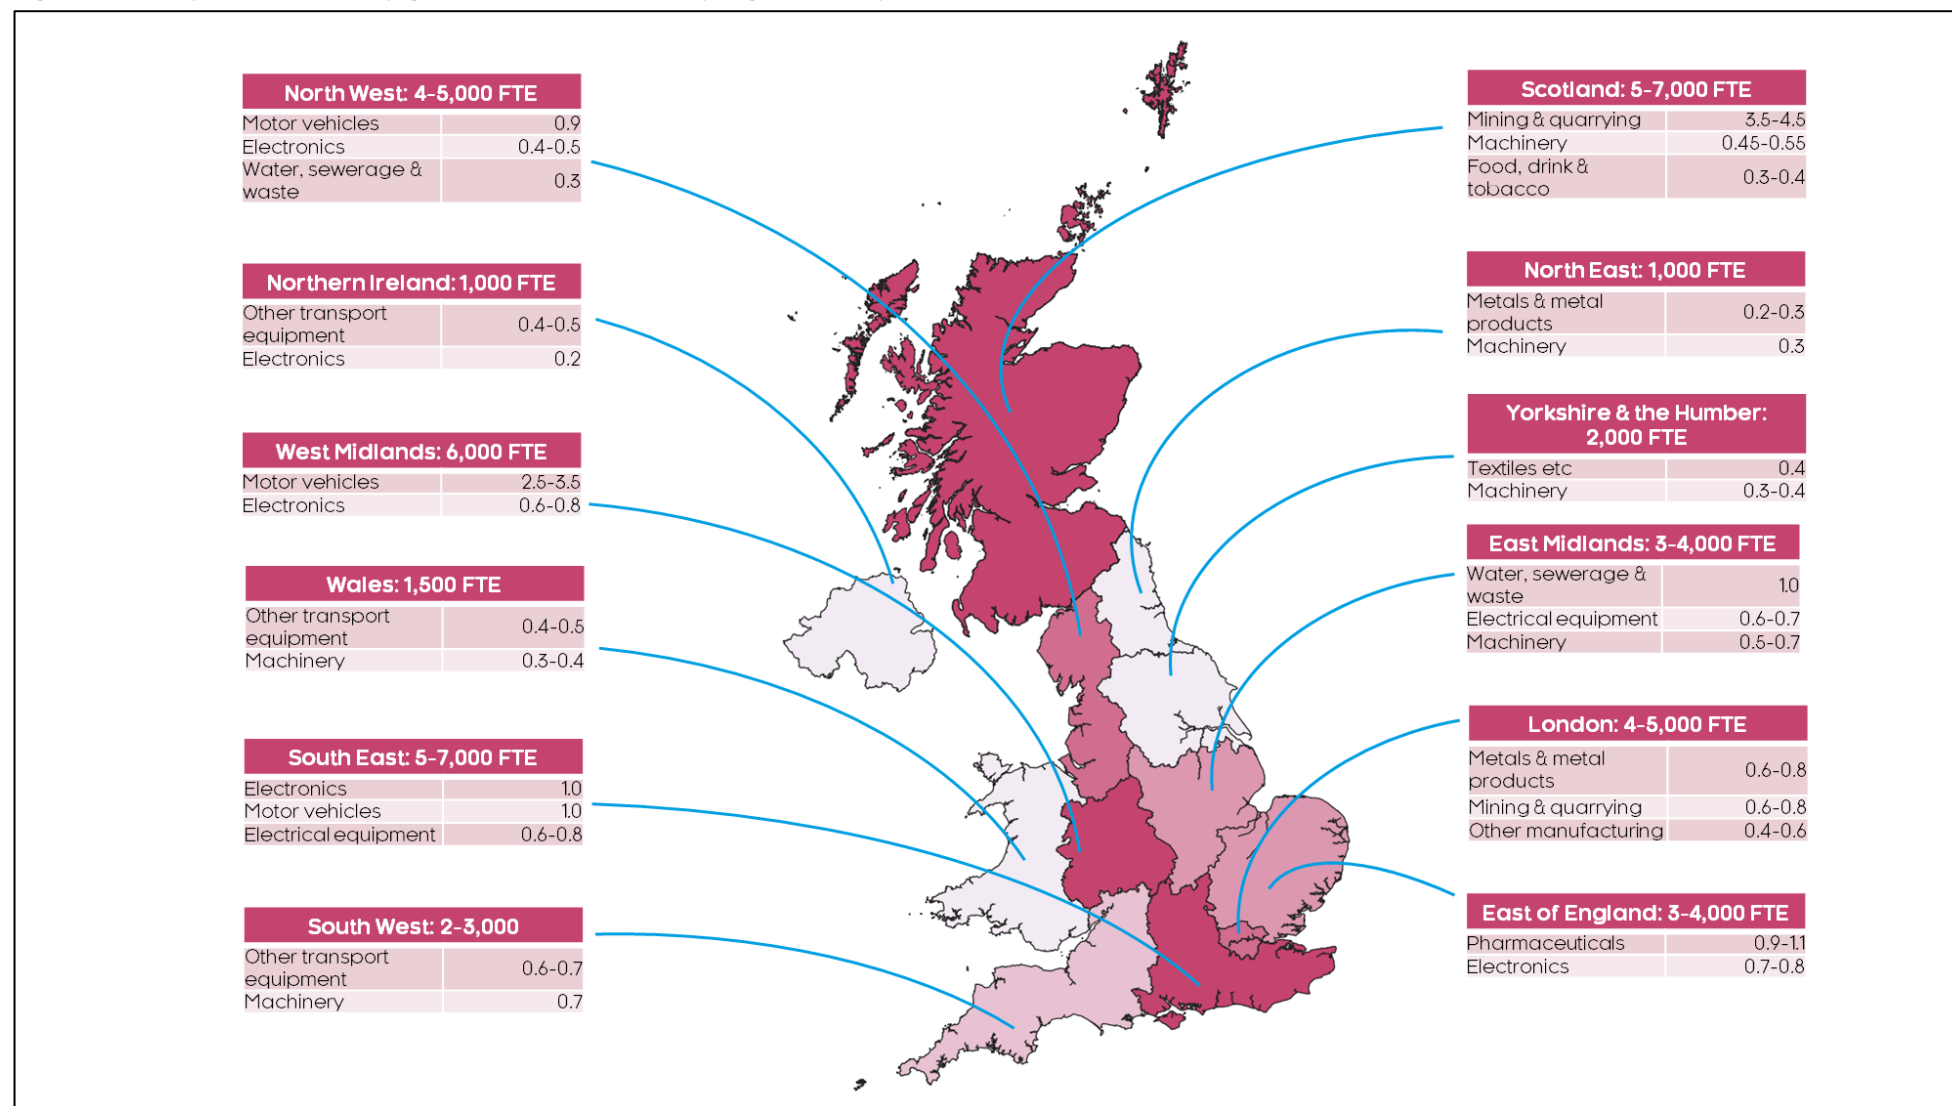 North West: 4-5,000 FTE
Motor vehicles 0.9
Electronics 0.4-0.5
Water, sewerage &
waste 0.3
Northern Ireland: 1,000 FTE
Other transport
equipment 0.4-0.5
Electronics 0.2
West Midlands: 6,000 FTE
Motor vehicles 2.5-3.5
Electronics 0.6-0.8
Wales: 1,500 FTE
Other transport
equipment 0.4-0.5
Machinery 0.3-0.4
South East: 5-7,000 FTE
Electronics 1.0
Motor vehicles 1.0
Electrical equipment 0.6-0.8
South West: 2-3,000
Other transport
equipment 0.6-0.7
Machinery 0.7
Scotland: 5-7,000 FTE
Mining & quarrying 3.5-4.5
Machinery 0.45-0.55
Food, drink &
tobacco 0.3-0.4
North East: 1,000 FTE
Metals & metal
products 0.2-0.3
Machinery 0.3
Yorkshire & the Humber:
2,000 FTE
Textiles etc 0.4
Machinery 0.3-0.4
East Midlands: 3-4,000 FTE
Water, sewerage &
waste 1.0
Electrical equipment 0.6-0.7
Machinery 0.5-0.7
London: 4-5,000 FTE
Metals & metal
products 0.6-0.8
Mining & quarrying 0.6-0.8
Other manufacturing 0.4-0.6
East of England: 3-4,000 FTE
Pharmaceuticals 0.9-1.1
Electronics 0.7-0.8